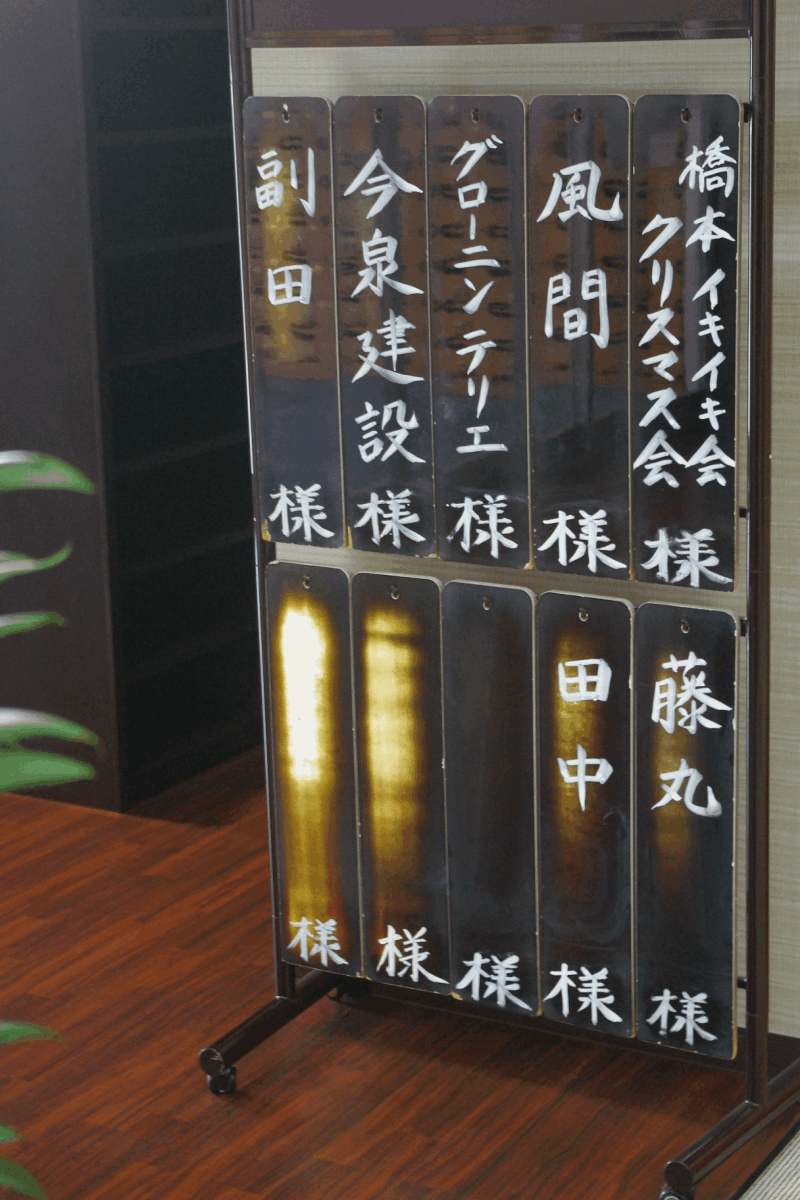 橋本イキイキ会
クリスマス会
様
風間 様
グローニンテリエ 様
今泉建設 様
副田 様
藤丸 様
田中 様
様
様
様